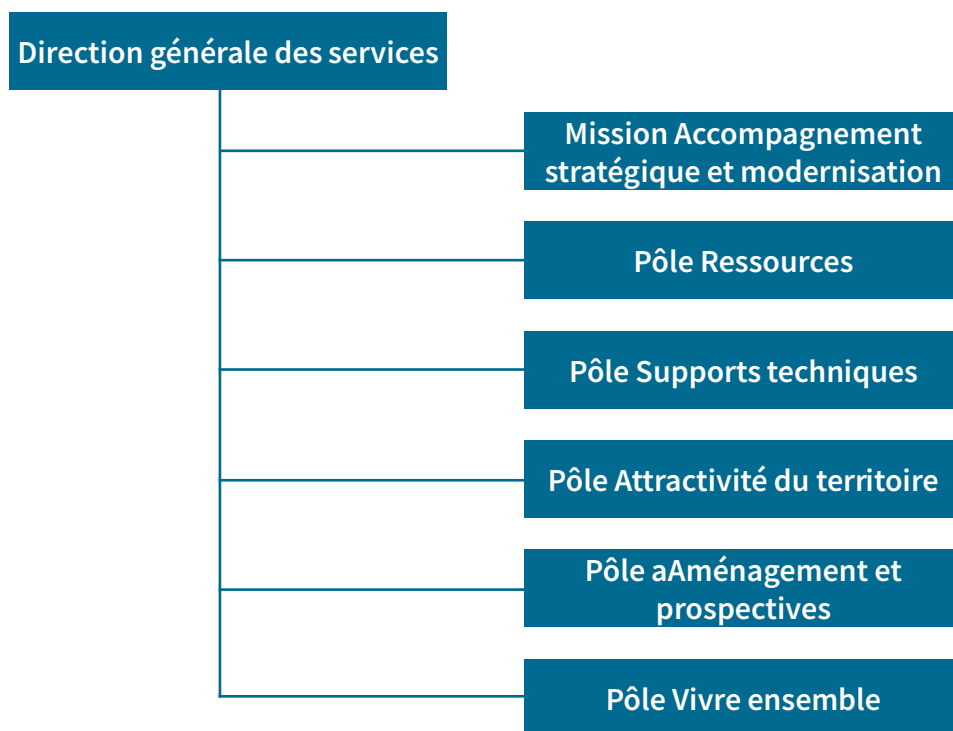 Direction générale des services
Mission Accompagnement
stratégique et modernisation
Pôle Ressources
Pôle Supports techniques
Pôle Attractivité du territoire
Pôle aAménagement et
prospectives
Pôle Vivre ensemble